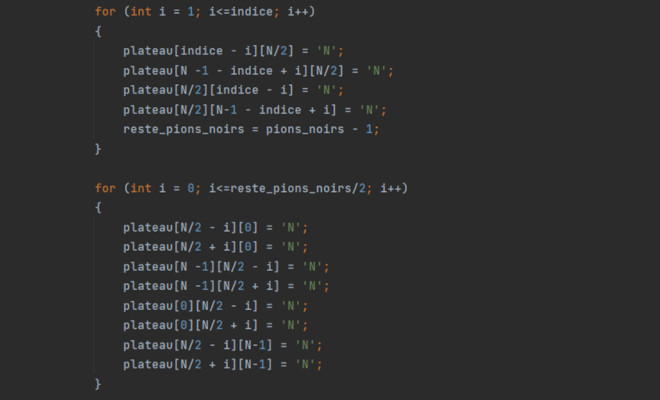 for (int i = 1; i<=indice; i++)
{
plateau[indice - i][N/2] = 'N';
plateau[N -1 - indice + i][N/2] = 'N';
plateau[N/2][indice - i] = 'N';
plateau[N/2][N-1 - indice + i] = 'N';
reste_pions_noirs = pions_noirs - 1;
}
for (int i = 0; i<=reste_pions_noirs/2; i++)
{
plateau[N/2 - i][0] = 'N';
plateau[N/2 + i][0] = 'N';
plateau[N -1][N/2 - i] = 'N';
plateau[N -1][N/2 + i] = 'N';
plateau[0][N/2 - i] = 'N';
plateau[0][N/2 + i] = 'N';
plateau[N/2 - i][N-1] = 'N';
plateau[N/2 + i][N-1] = 'N';
}